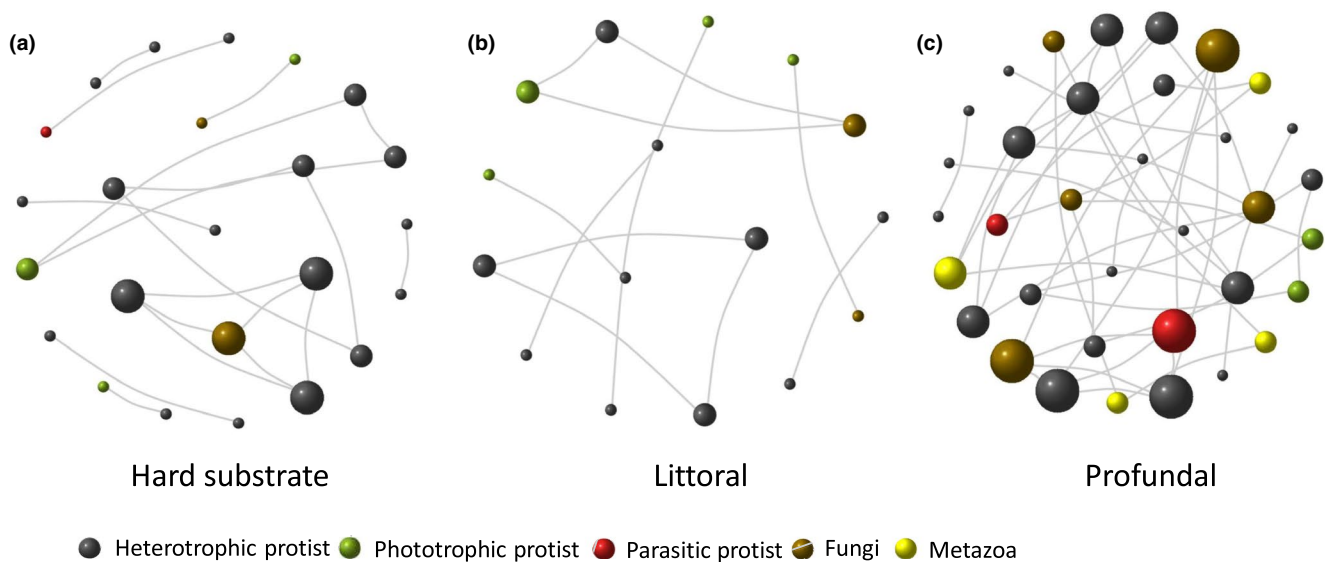 (a) (b) (c)
Hard substrate Littoral Profundal
Heterotrophic protist Phototrophic protist Parasitic protist Fungi Metazoa